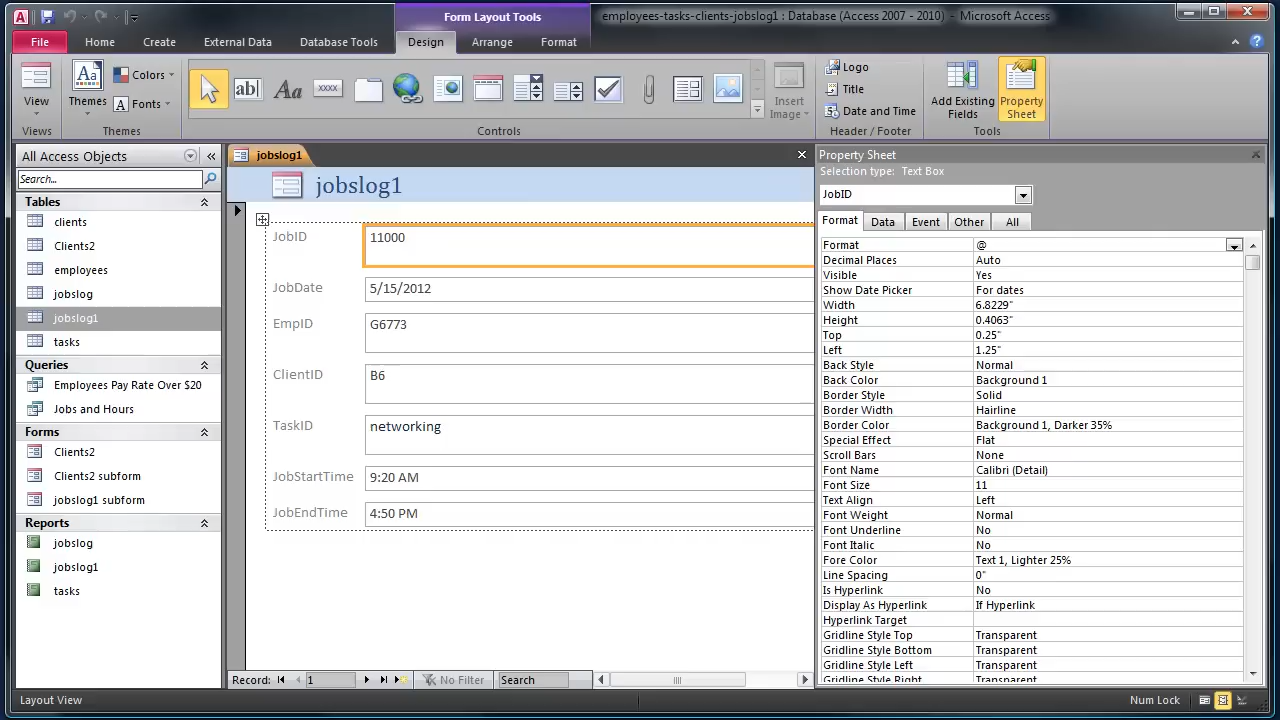 Form Layout Tools
employees-tasks-clients-jobslog1 : Database (Access 2007 - 2010) - Microsoft Access
File Home Create External Data Database Tools Design Arrange Format
View
Views
Aa
Themes
Colors
Fonts
Themes
ab|
Aa
xxxx
Controls
Insert
Image
Logo
Title
Date and Time
Header / Footer
Add Existing
Fields
Property
Sheet
Tools
All Access Objects
Search...
Tables
clients
Clients2
employees
jobslog
jobslog1
tasks
Queries
Employees Pay Rate Over $20
Jobs and Hours
Forms
Clients2
Clients2 subform
jobslog1 subform
Reports
jobslog
jobslog1
tasks
jobslog1
jobslog1
JobID 11000
JobDate 5/15/2012
EmpID G6773
ClientID B6
TaskID networking
JobStartTime 9:20 AM
JobEndTime 4:50 PM
Record: 1 No Filter Search
Property Sheet
Selection type: Text Box
JobID
Format Data Event Other All
Format @
Decimal Places Auto
Visible Yes
Show Date Picker For dates
Width 6.8229"
Height 0.4063"
Top 0.25"
Left 1.25"
Back Style Normal
Back Color Background 1
Border Style Solid
Border Width Hairline
Border Color Background 1, Darker 35%
Special Effect Flat
Scroll Bars None
Font Name Calibri (Detail)
Font Size 11
Text Align Left
Font Weight Normal
Font Underline No
Font Italic No
Fore Color Text 1, Lighter 25%
Line Spacing 0"
Is Hyperlink No
Display As Hyperlink If Hyperlink
Hyperlink Target
Gridline Style Top Transparent
Gridline Style Bottom Transparent
Gridline Style Left Transparent
Gridline Style Right Transparent
Layout View
Num Lock